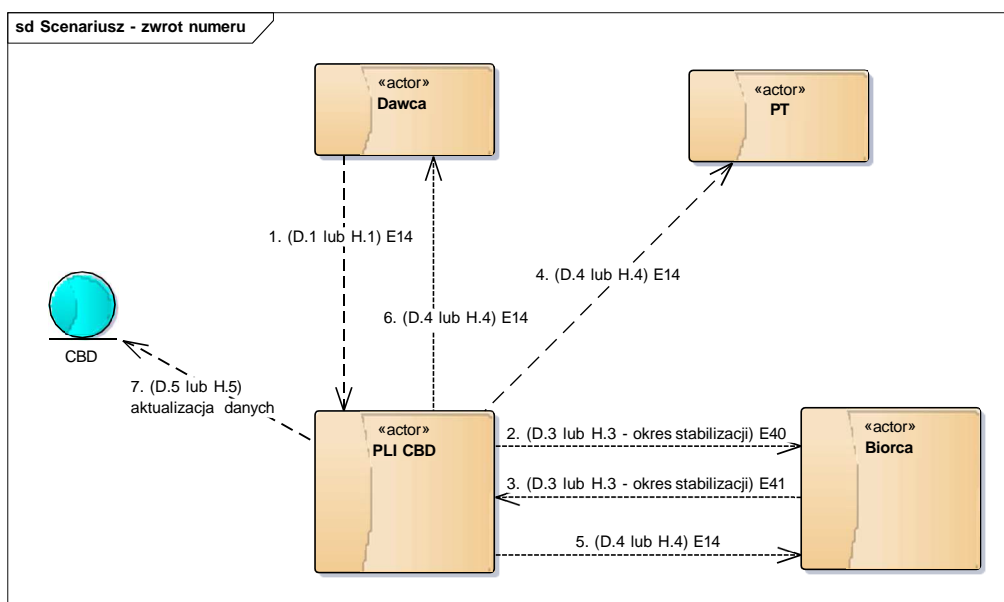 sd Scenariusz - zwrot numeru
«actor»
Dawca
«actor»
PT
1. (D.1 lub H.1) E14
4. (D.4 lub H.4) E14
6. (D.4 lub H.4) E14
CBD
7. (D.5 lub H.5)
aktualizacja danych
«actor»
PLI CBD
2. (D.3 lub H.3 - okres stabilizacji) E40
«actor»
Biorca
3. (D.3 lub H.3 - okres stabilizacji) E41
5. (D.4 lub H.4) E14